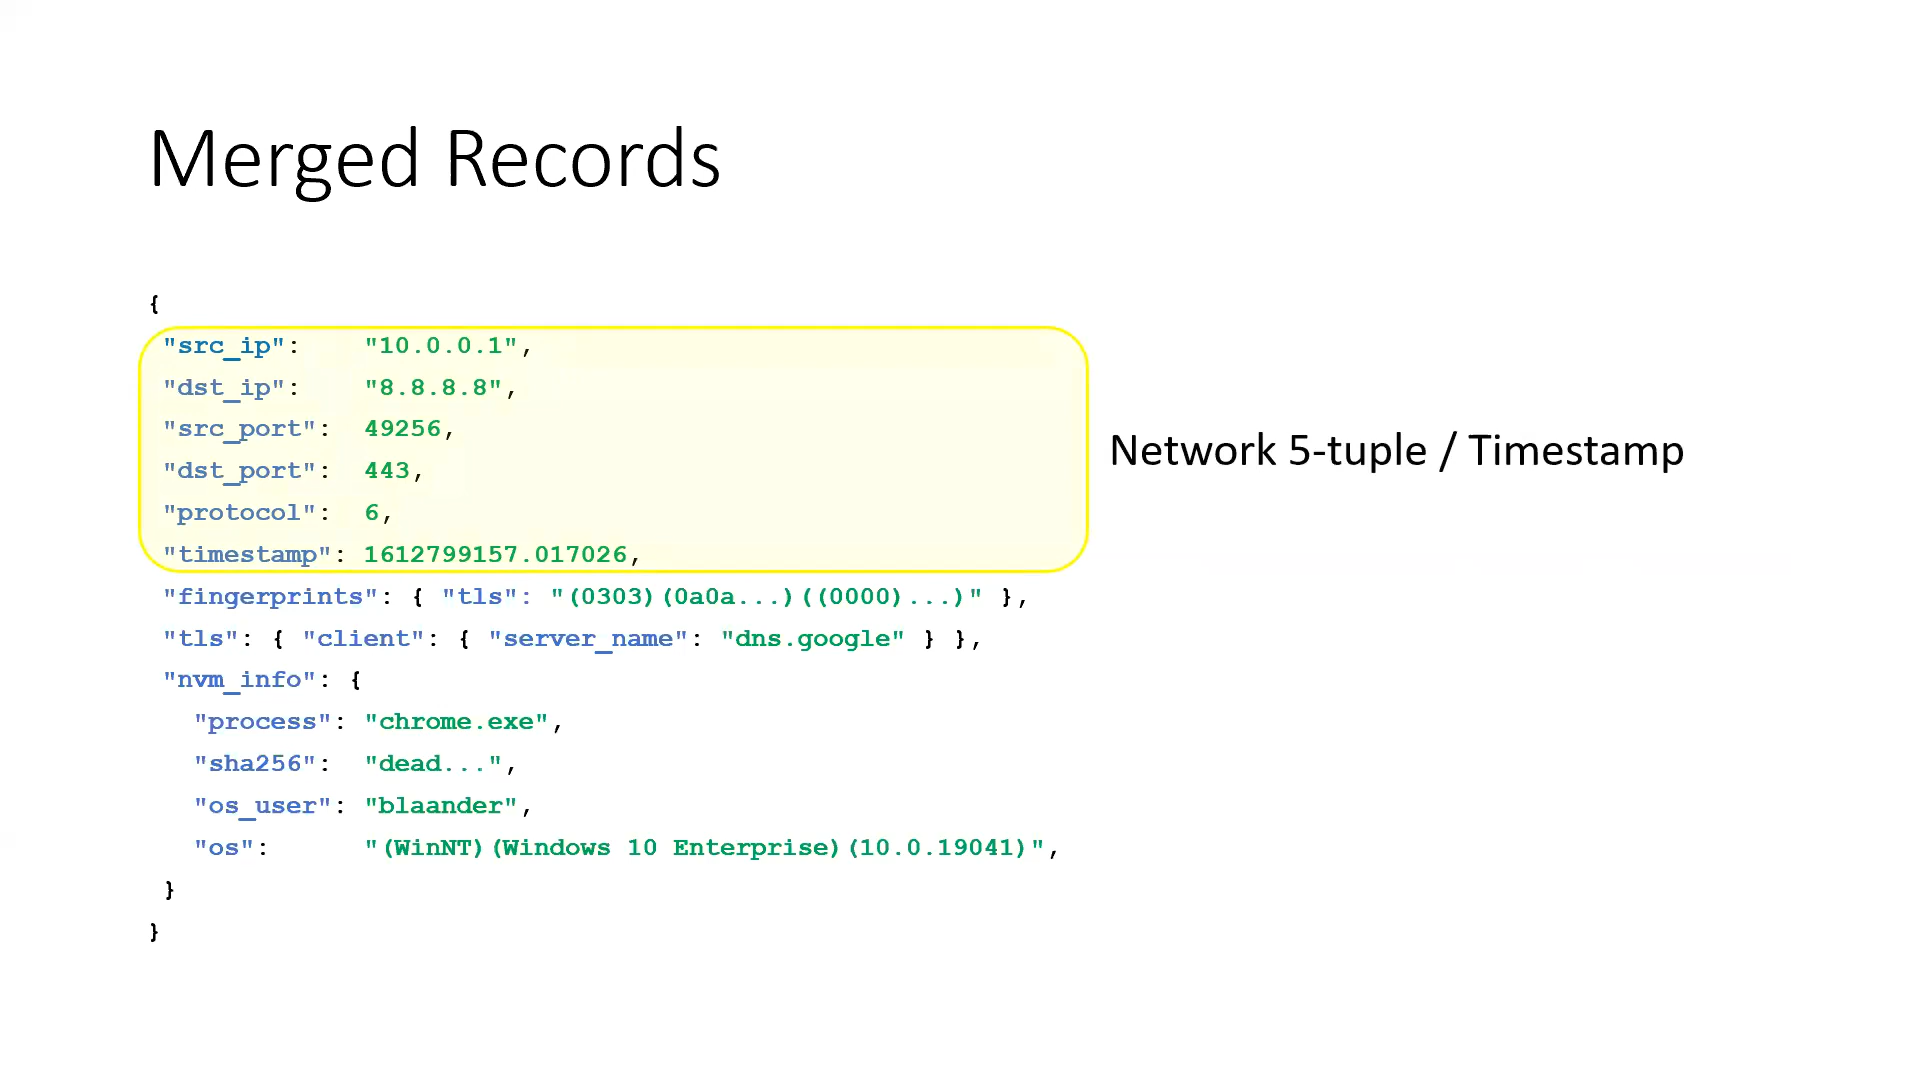 Merged Records
{
"src_ip": "10.0.0.1",
"dst_ip": "8.8.8.8",
"src_port": 49256,
"dst_port": 443,
"protocol": 6,
"timestamp": 1612799157.017026,
Network 5-tuple / Timestamp
"fingerprints": { "tls": "(0303)(0a0a...)((0000)...)" },
"tls": { "client": { "server_name": "dns.google" } },
"nvm_info": {
"process": "chrome.exe",
"sha256": "dead...",
"os_user": "blaander",
"os": "(WinNT)(Windows 10 Enterprise)(10.0.19041)",
}
}